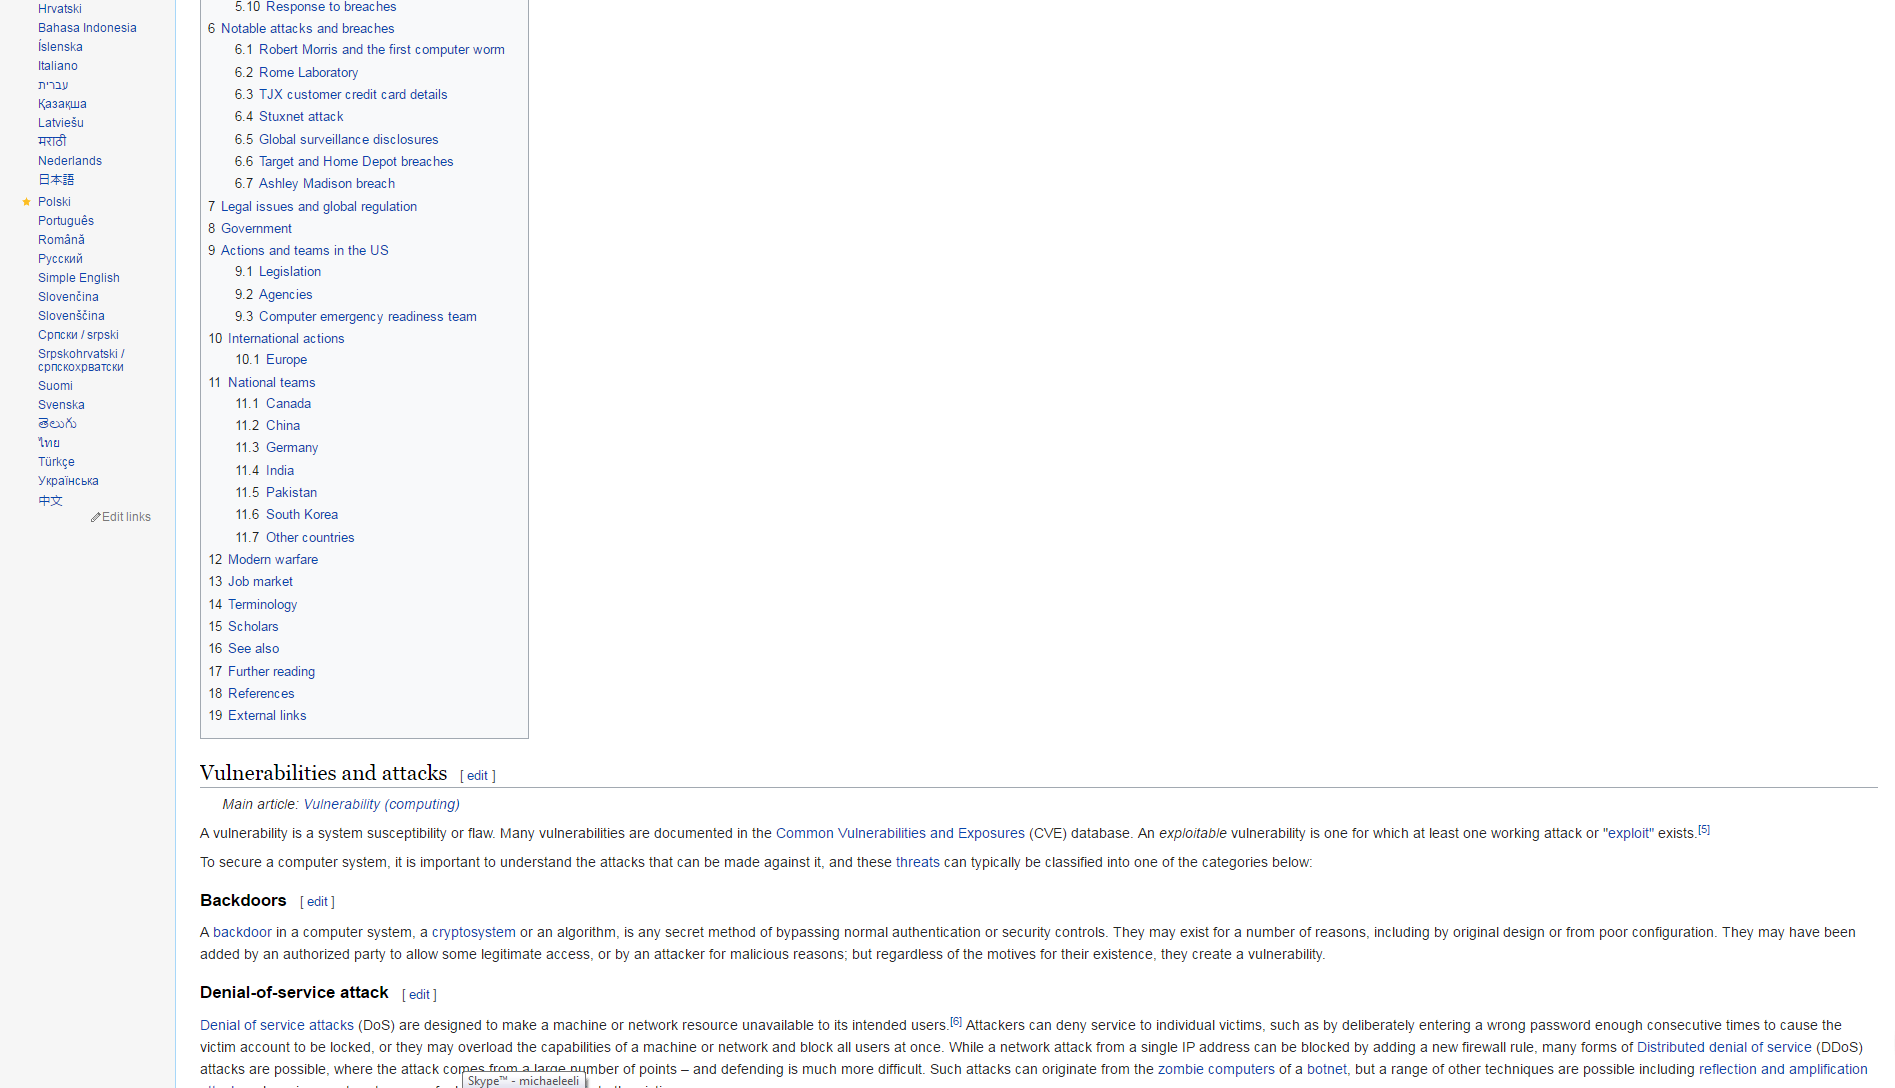 Hrvatski
Bahasa Indonesia
Íslenska
Italiano
עברית
Қазақша
Latviešu
मराठी
Nederlands
日本語
Polski
Português
Română
Русский
Simple English
Slovenčina
Slovenščina
Српски / srpski
Srpskohrvatski /
српскохрватски
Suomi
Svenska
తెలుగు
ไทย
Türkçe
Українська
中文
Edit links
5.10 Response to breaches
6 Notable attacks and breaches
6.1 Robert Morris and the first computer worm
6.2 Rome Laboratory
6.3 TJX customer credit card details
6.4 Stuxnet attack
6.5 Global surveillance disclosures
6.6 Target and Home Depot breaches
6.7 Ashley Madison breach
7 Legal issues and global regulation
8 Government
9 Actions and teams in the US
9.1 Legislation
9.2 Agencies
9.3 Computer emergency readiness team
10 International actions
10.1 Europe
11 National teams
11.1 Canada
11.2 China
11.3 Germany
11.4 India
11.5 Pakistan
11.6 South Korea
11.7 Other countries
12 Modern warfare
13 Job market
14 Terminology
15 Scholars
16 See also
17 Further reading
18 References
19 External links
Vulnerabilities and attacks [ edit ]
Main article: Vulnerability (computing)
A vulnerability is a system susceptibility or flaw. Many vulnerabilities are documented in the Common Vulnerabilities and Exposures (CVE) database. An exploitable vulnerability is one for which at least one working attack or "exploit" exists.[5]
To secure a computer system, it is important to understand the attacks that can be made against it, and these threats can typically be classified into one of the categories below:
Backdoors [ edit ]
A backdoor in a computer system, a cryptosystem or an algorithm, is any secret method of bypassing normal authentication or security controls. They may exist for a number of reasons, including by original design or from poor configuration. They may have been
added by an authorized party to allow some legitimate access, or by an attacker for malicious reasons; but regardless of the motives for their existence, they create a vulnerability.
Denial-of-service attack [ edit ]
Denial of service attacks (DoS) are designed to make a machine or network resource unavailable to its intended users.[6] Attackers can deny service to individual victims, such as by deliberately entering a wrong password enough consecutive times to cause the
victim account to be locked, or they may overload the capabilities of a machine or network and block all users at once. While a network attack from a single IP address can be blocked by adding a new firewall rule, many forms of Distributed denial of service (DDoS)
attacks are possible, where the attack comes from a large number of points – and defending is much more difficult. Such attacks can originate from the zombie computers of a botnet, but a range of other techniques are possible including reflection and amplification
Skype™ - michaeleeli